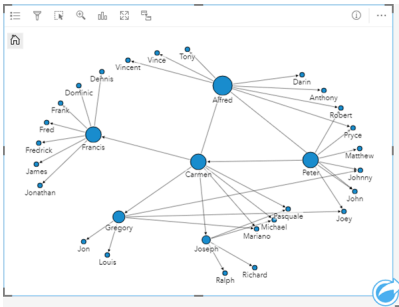 Tony
Vince
Vincent
Dennis
Darin
Dominic
Alfred
Anthony
Frank
Robert
Fred
Pryce
Fredrick
Francis
Matthew
James
Carmen
Peter
Johnny
Jonathan
John
Pasquale
Joey
Gregory
Michael
Mariano
Jon
Joseph
Louis
Richard
Ralph